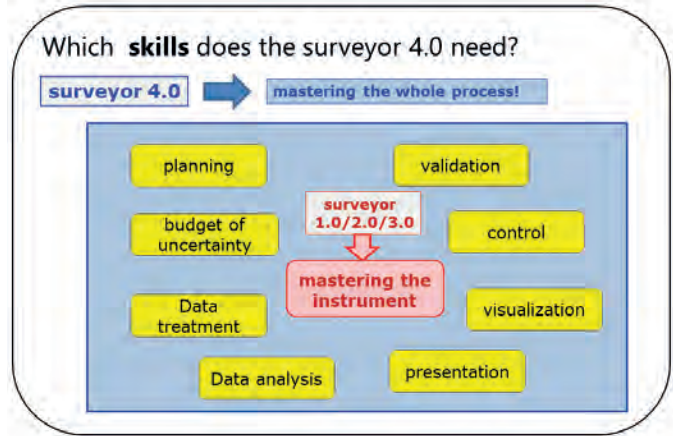 Which skills does the surveyor 4.0 need?
surveyor 4.0
mastering the whole process!
planning
validation
surveyor
1.0/2.0/3.0
budget of
uncertainty
control
mastering the
instrument
Data
treatment
visualization
Data analysis
presentation